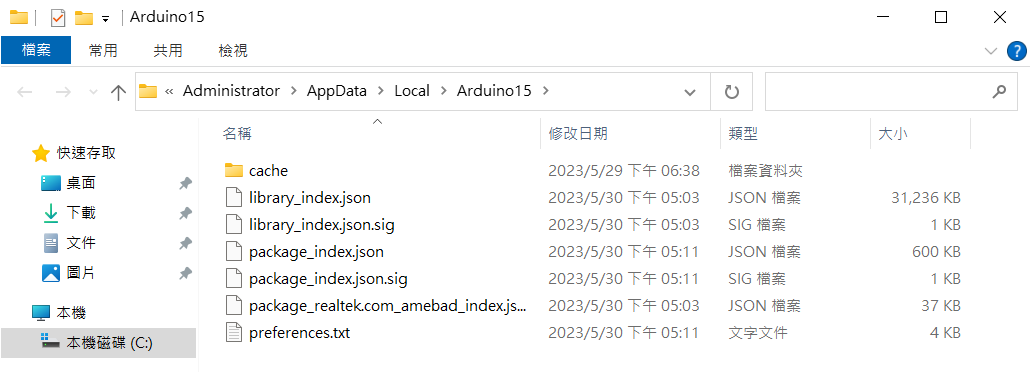 Arduino15
檔案 常用 共用 檢視
« Administrator > AppData > Local > Arduino15 >
名稱 修改日期 類型 大小
快速存取
桌面
下載
文件
圖片
本機
本機磁碟 (C:)
cache 2023/5/29 下午 06:38 檔案資料夾
library_index.json 2023/5/30 下午 05:03 JSON 檔案 31,236 KB
library_index.json.sig 2023/5/30 下午 05:03 SIG 檔案 1 KB
package_index.json 2023/5/30 下午 05:11 JSON 檔案 600 KB
package_index.json.sig 2023/5/30 下午 05:11 SIG 檔案 1 KB
package_realtek.com_amebad_index.js... 2023/5/30 下午 05:03 JSON 檔案 37 KB
preferences.txt 2023/5/30 下午 05:11 文字文件 4 KB